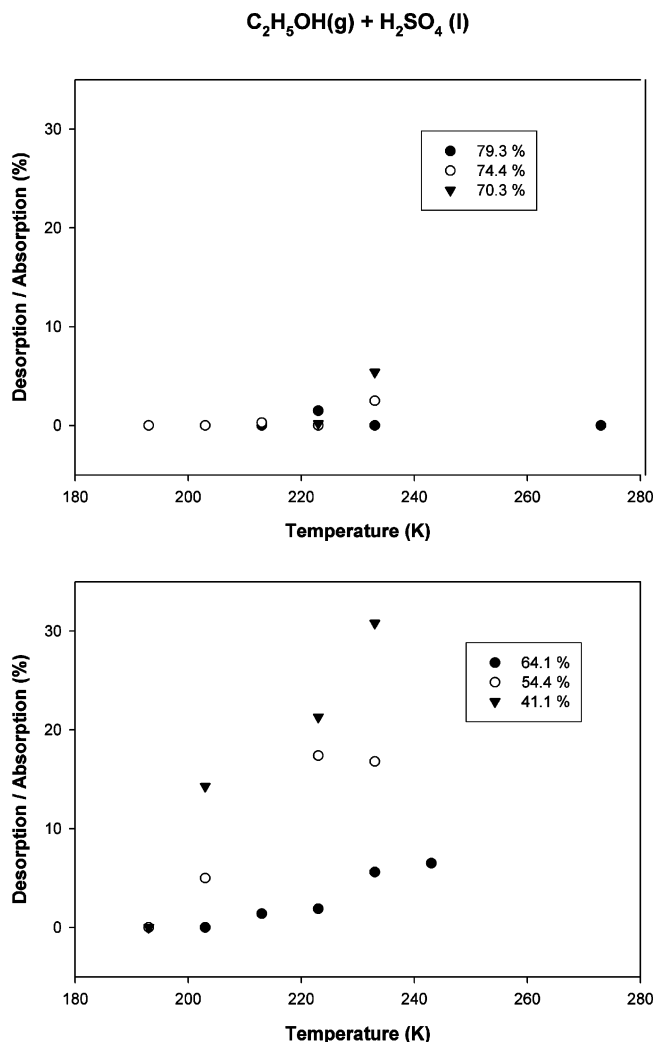 C₂H₅OH(g) + H₂SO₄ (l)
Desorption / Absorption (%)
30
20
10
0
79.3 %
74.4 %
70.3 %
180 200 220 240 260 280
Temperature (K)
Desorption / Absorption (%)
30
20
10
0
64.1 %
54.4 %
41.1 %
180 200 220 240 260 280
Temperature (K)